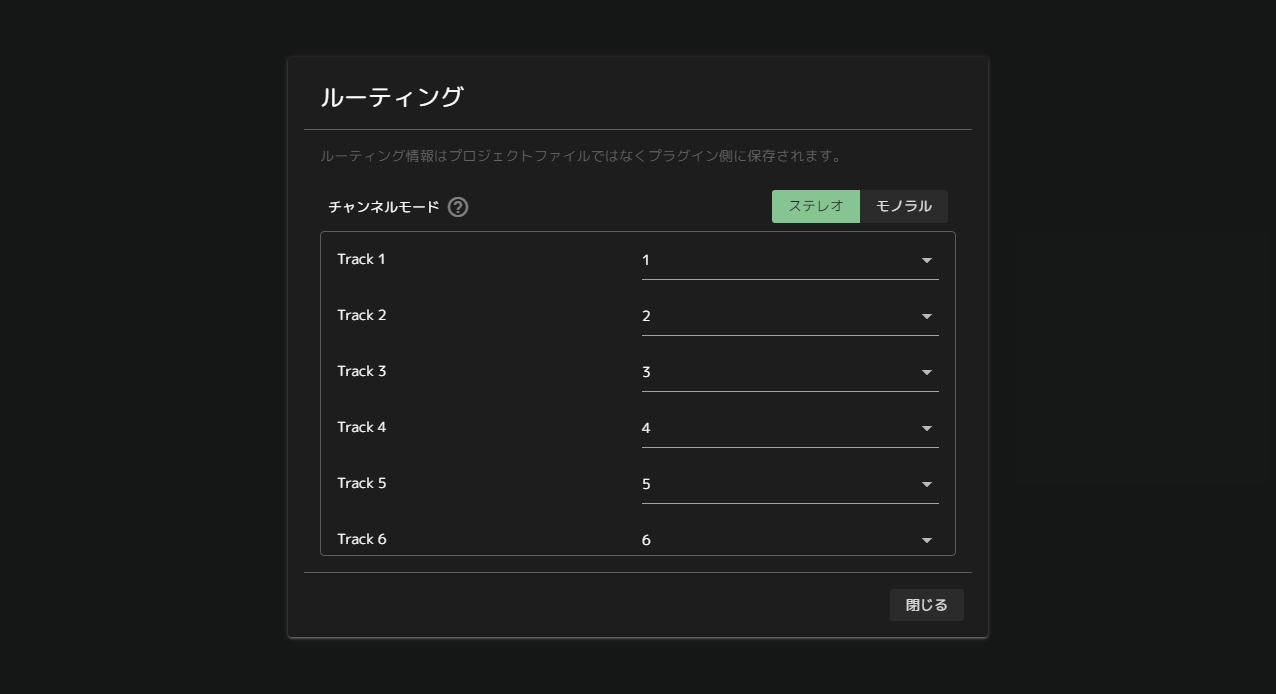 ルーティング
ルーティング情報はプロジェクトファイルではなくプラグイン側に保存されます。
チャンネルモード ? ステレオ モノラル
Track 1 1
Track 2 2
Track 3 3
Track 4 4
Track 5 5
Track 6 6
閉じる